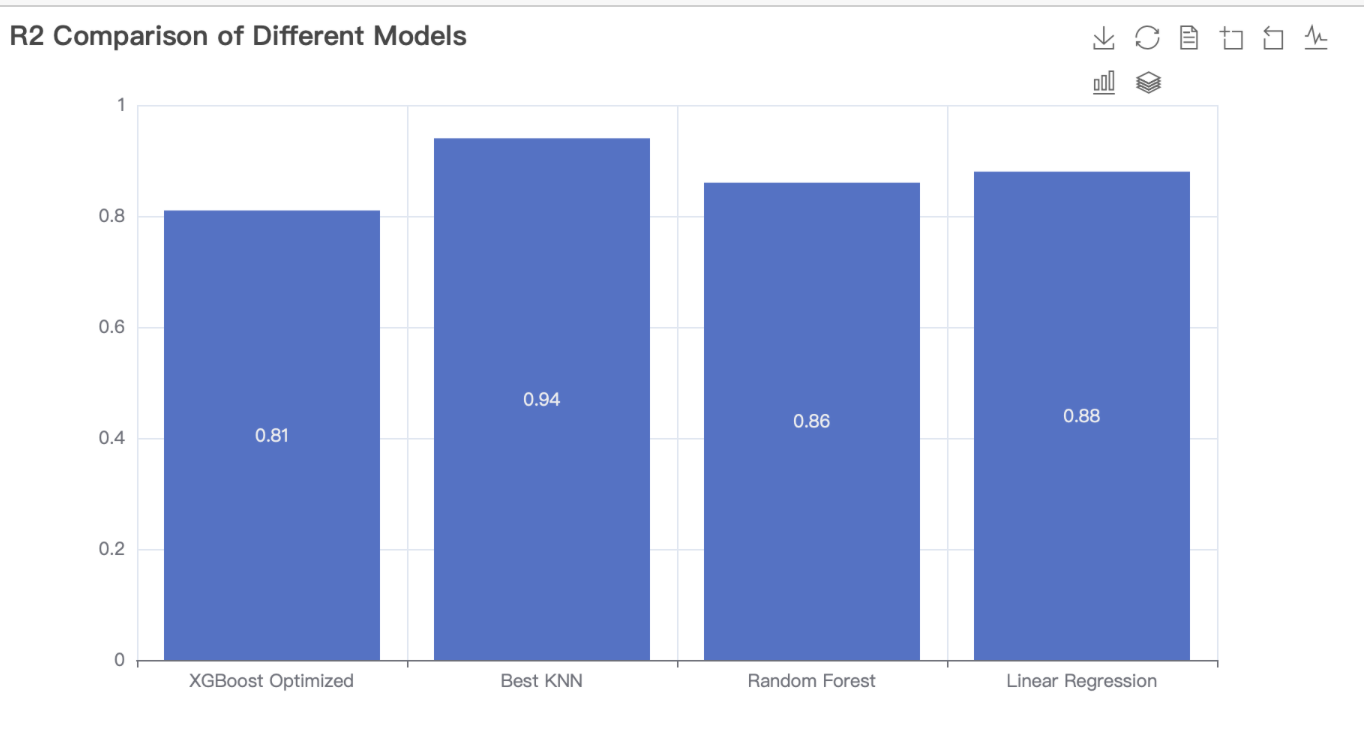 R2 Comparison of Different Models
1
0.8
0.6
0.4
0.2
0
0.81
0.94
0.86
0.88
XGBoost Optimized
Best KNN
Random Forest
Linear Regression